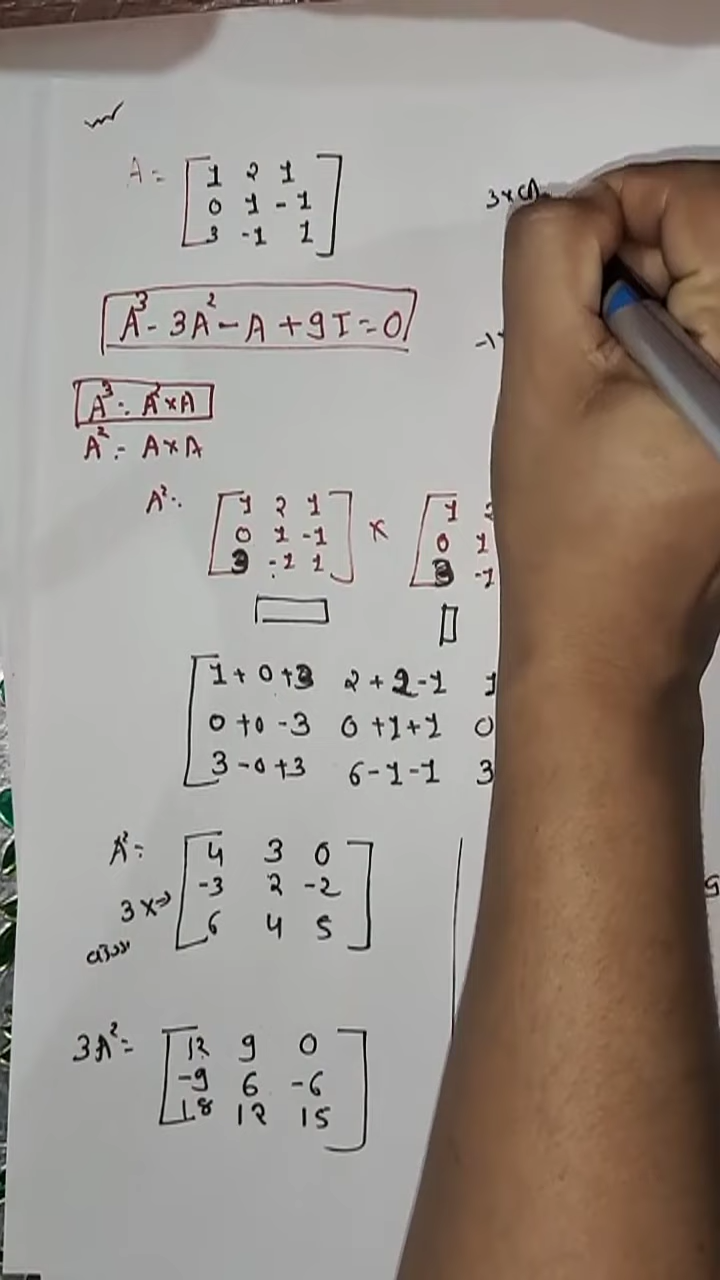 A = [1 2 1
0 1 -1
3 -1 1]
A³ - 3A² - A + 9I = 0
A³ = A² × A
A² = A × A
A² = [1 2 1
0 1 -1
3 -1 1] × [1
0 1
3 -1
[1 + 0 + 3 2 + 2 - 1 1
0 + 0 - 3 0 + 1 + 1 0
3 - 0 + 3 6 - 1 - 1 3
A² = [4 3 0
-3 2 -2
6 4 5]
3 × →
3A² = [12 9 0
-9 6 -6
18 12 15]